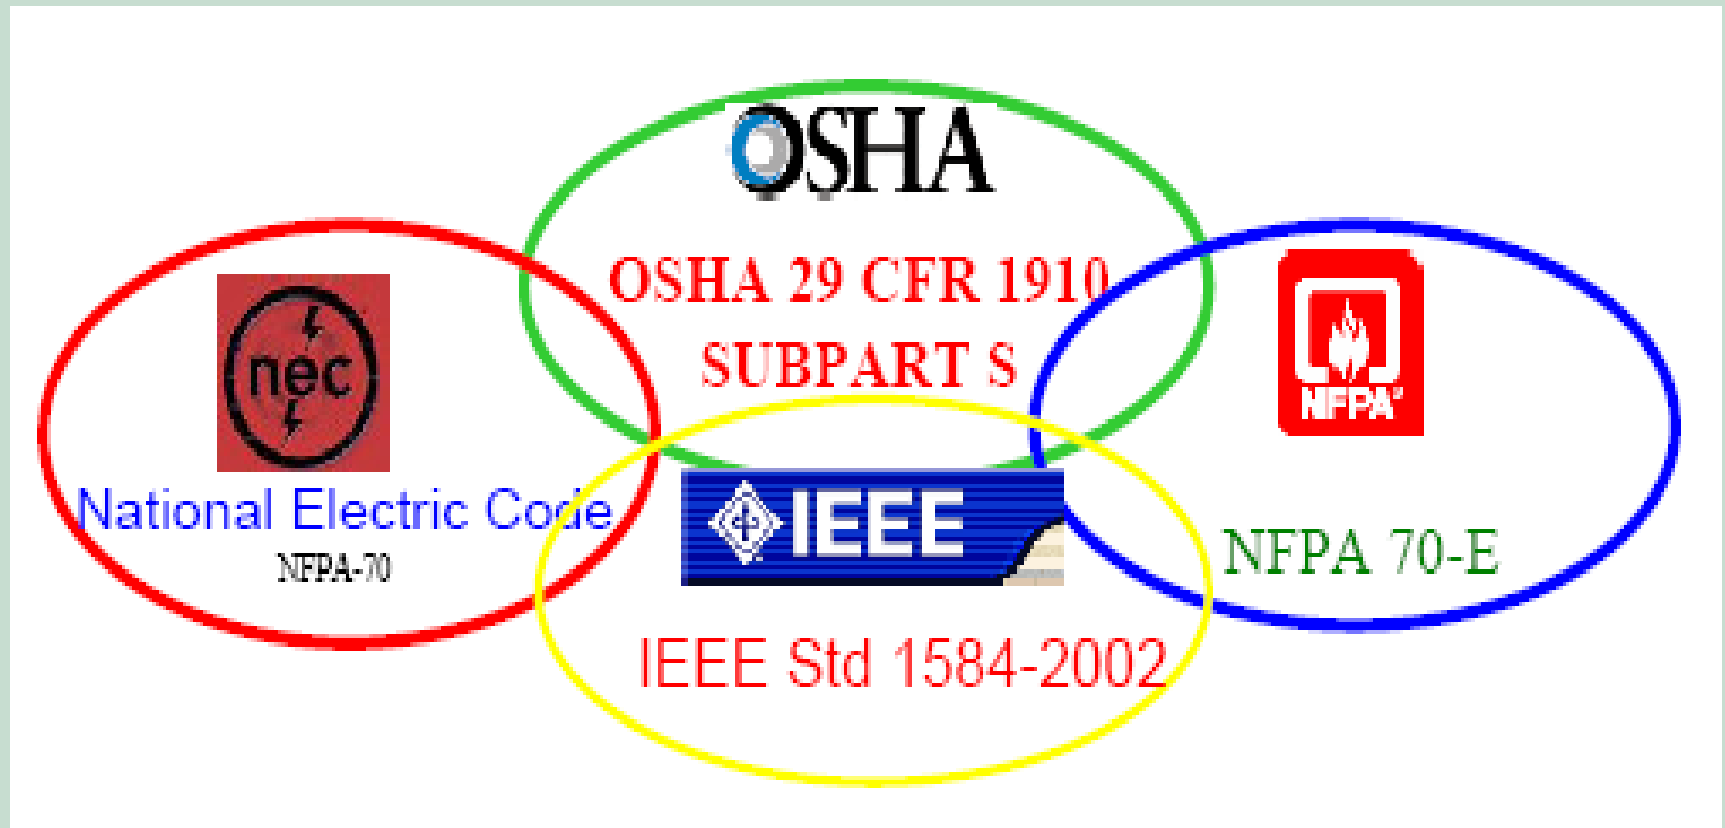 OSHA
OSHA 29 CFR 1910
SUBPART S
nec
National Electric Code
NFPA-70
NFPA®
NFPA 70-E
IEEE
IEEE Std 1584-2002